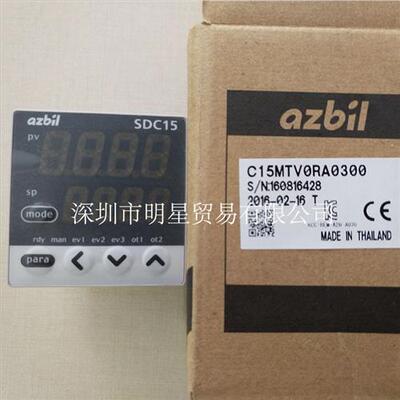 azbil
SDC15
pv
sp
mode
rdy man ev1 ev2 ev3 ot1 ot2
para
azbil
C15MTV0RA0300
S/N:160816428
2016-02-16 T
MADE IN THAILAND
深圳市明星贸易有限公司